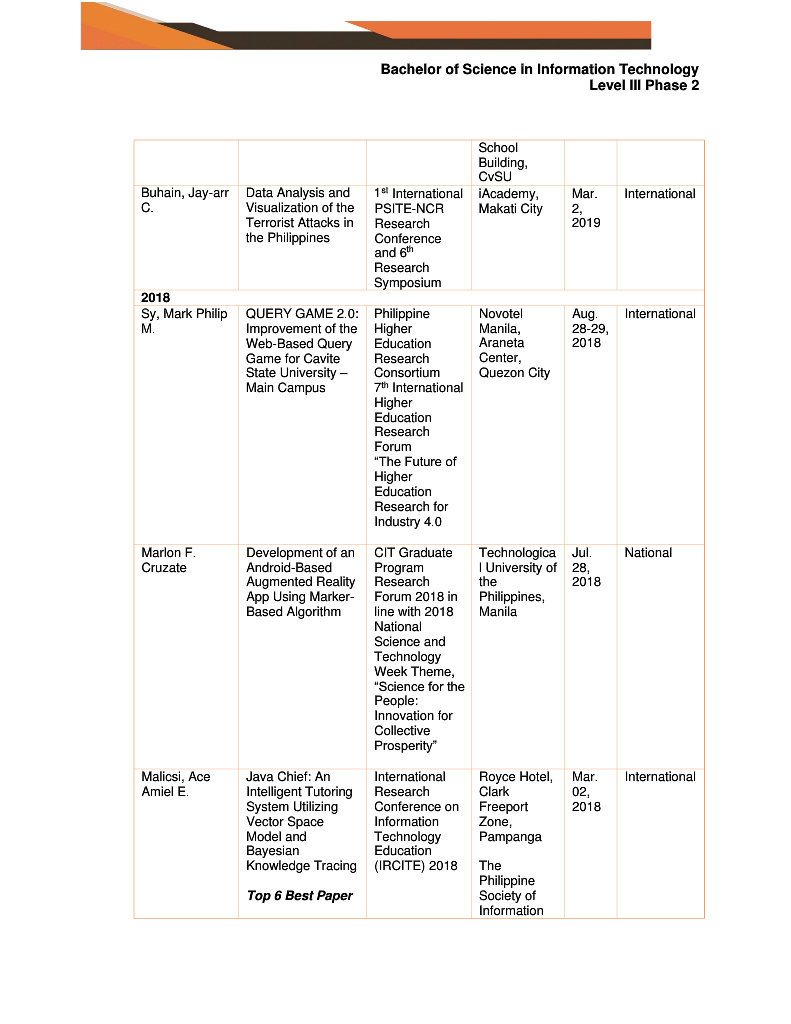 Bachelor of Science in Information Technology
Level III Phase 2
School
Building,
CvSU
Buhain, Jay-arr
C.
Data Analysis and
Visualization of the
Terrorist Attacks in
the Philippines
1st International
PSITE-NCR
Research
Conference
and 6th
Research
Symposium
iAcademy,
Makati City
Mar.
2,
2019
International
2018
Sy, Mark Philip
M.
QUERY GAME 2.0:
Improvement of the
Web-Based Query
Game for Cavite
State University –
Main Campus
Philippine
Higher
Education
Research
Consortium
7th International
Higher
Education
Research
Forum
“The Future of
Higher
Education
Research for
Industry 4.0
Novotel
Manila,
Araneta
Center,
Quezon City
Aug.
28-29,
2018
International
Marlon F.
Cruzate
Development of an
Android-Based
Augmented Reality
App Using Marker-
Based Algorithm
CIT Graduate
Program
Research
Forum 2018 in
line with 2018
National
Science and
Technology
Week Theme,
“Science for the
People:
Innovation for
Collective
Prosperity”
Technologica
l University of
the
Philippines,
Manila
Jul.
28,
2018
National
Malicsi, Ace
Amiel E.
Java Chief: An
Intelligent Tutoring
System Utilizing
Vector Space
Model and
Bayesian
Knowledge Tracing
Top 6 Best Paper
International
Research
Conference on
Information
Technology
Education
(IRCITE) 2018
Royce Hotel,
Clark
Freeport
Zone,
Pampanga
The
Philippine
Society of
Information
Mar.
02,
2018
International